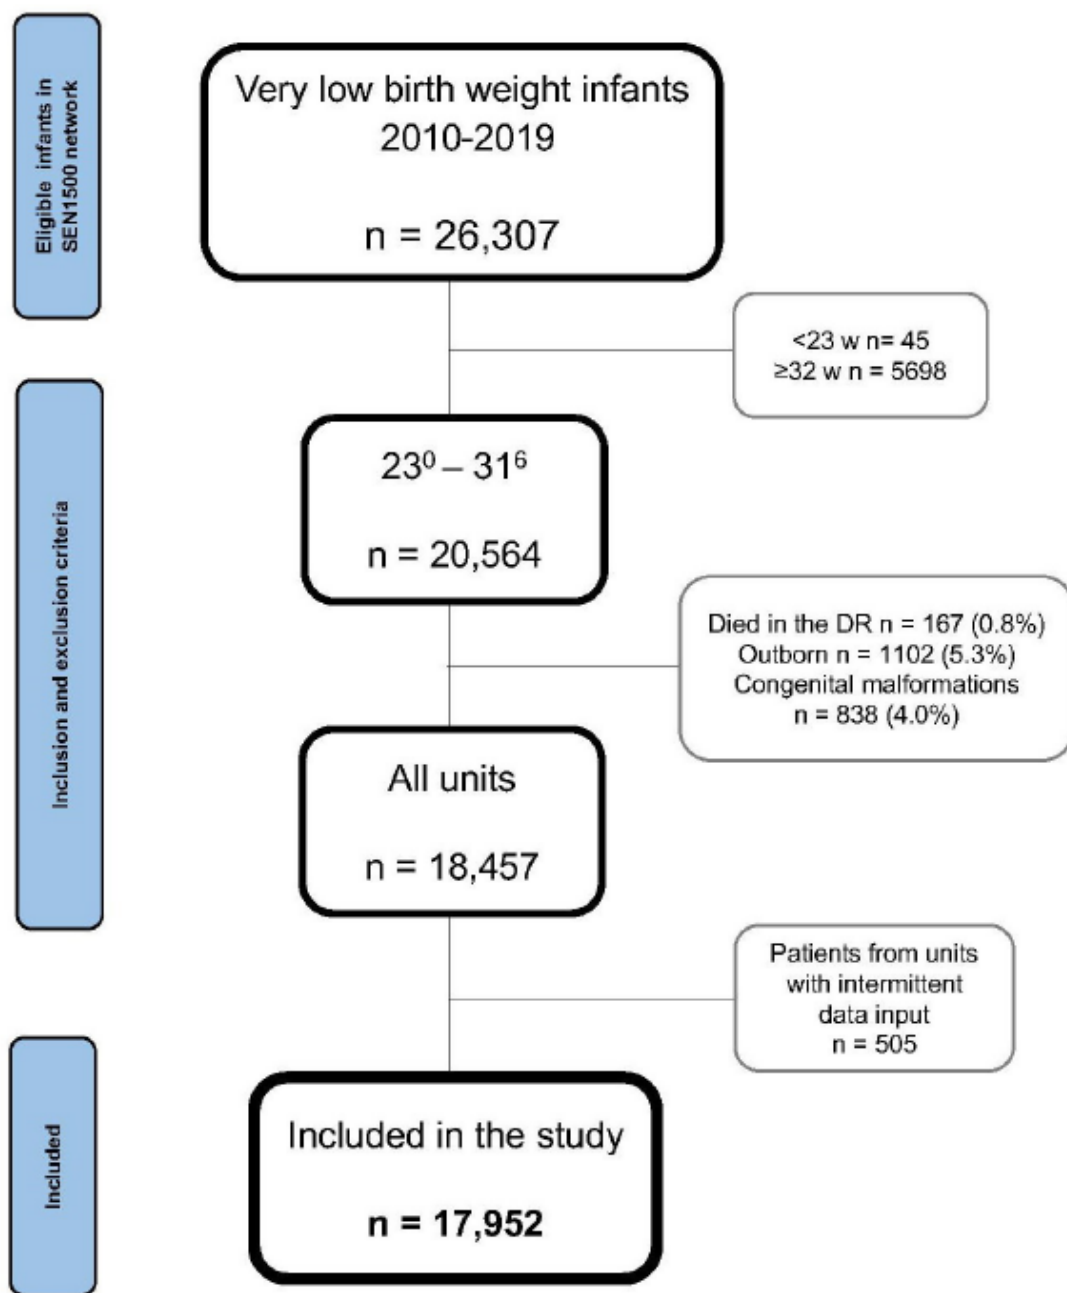 Eligible infants in
SEN1500 network
Very low birth weight infants
2010-2019
n = 26,307
<23 w n= 45
≥32 w n = 5698
Inclusion and exclusion criteria
23⁰ – 31⁶
n = 20,564
Died in the DR n = 167 (0.8%)
Outborn n = 1102 (5.3%)
Congenital malformations
n = 838 (4.0%)
All units
n = 18,457
Patients from units
with intermittent
data input
n = 505
Included
Included in the study
n = 17,952